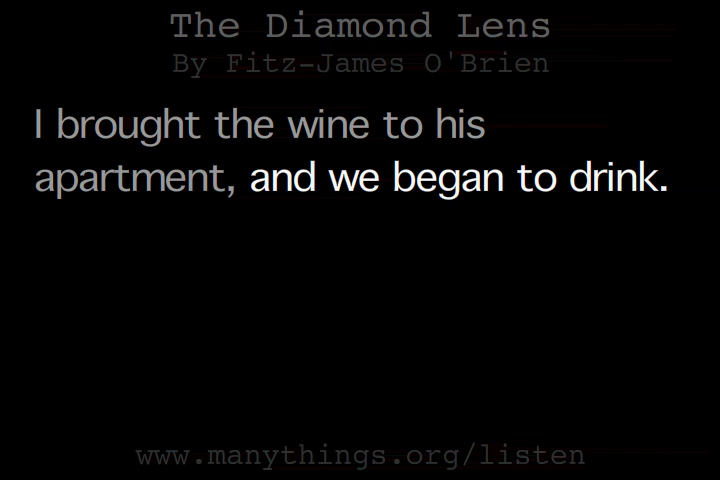 The Diamond Lens
By Fitz-James O'Brien
I brought the wine to his
apartment, and we began to drink.
www.manythings.org/listen